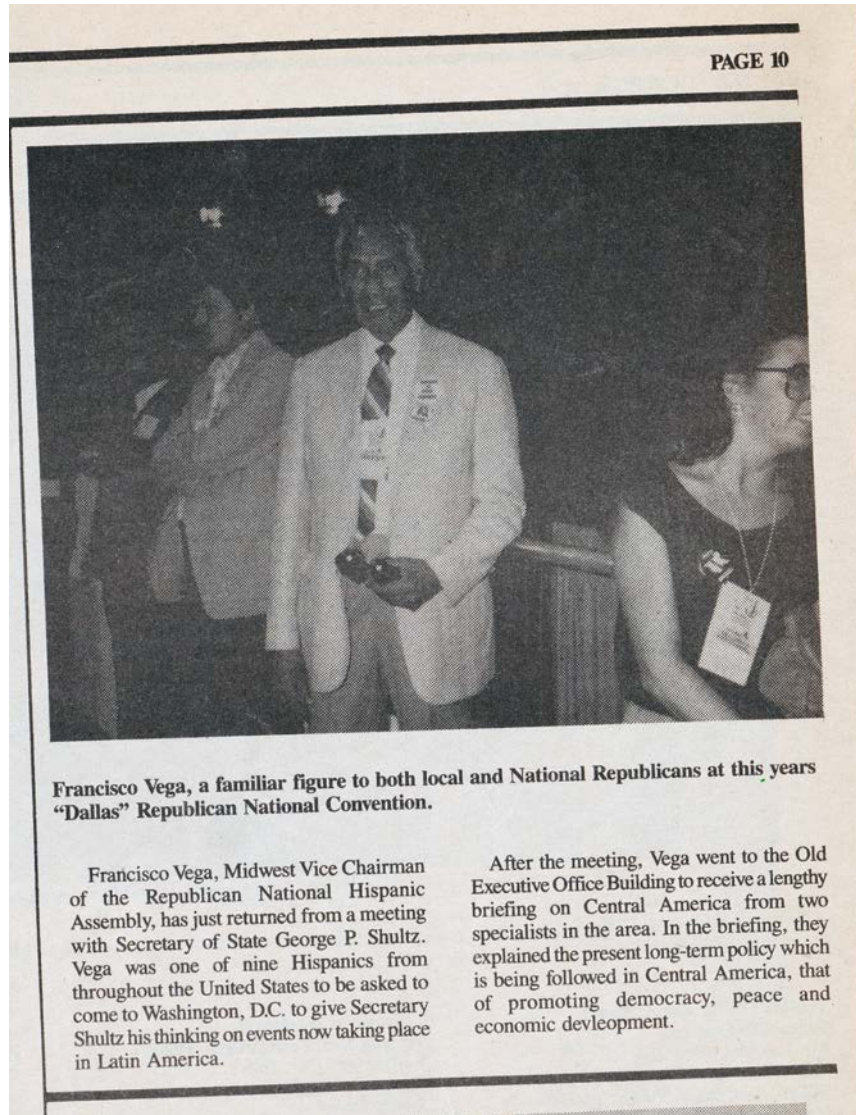 PAGE 10
Francisco Vega, a familiar figure to both local and National Republicans at this years
“Dallas” Republican National Convention.
Francisco Vega, Midwest Vice Chairman
of the Republican National Hispanic
Assembly, has just returned from a meeting
with Secretary of State George P. Shultz.
Vega was one of nine Hispanics from
throughout the United States to be asked to
come to Washington, D.C. to give Secretary
Shultz his thinking on events now taking place
in Latin America.
After the meeting, Vega went to the Old
Executive Office Building to receive a lengthy
briefing on Central America from two
specialists in the area. In the briefing, they
explained the present long-term policy which
is being followed in Central America, that
of promoting democracy, peace and
economic devleopment.